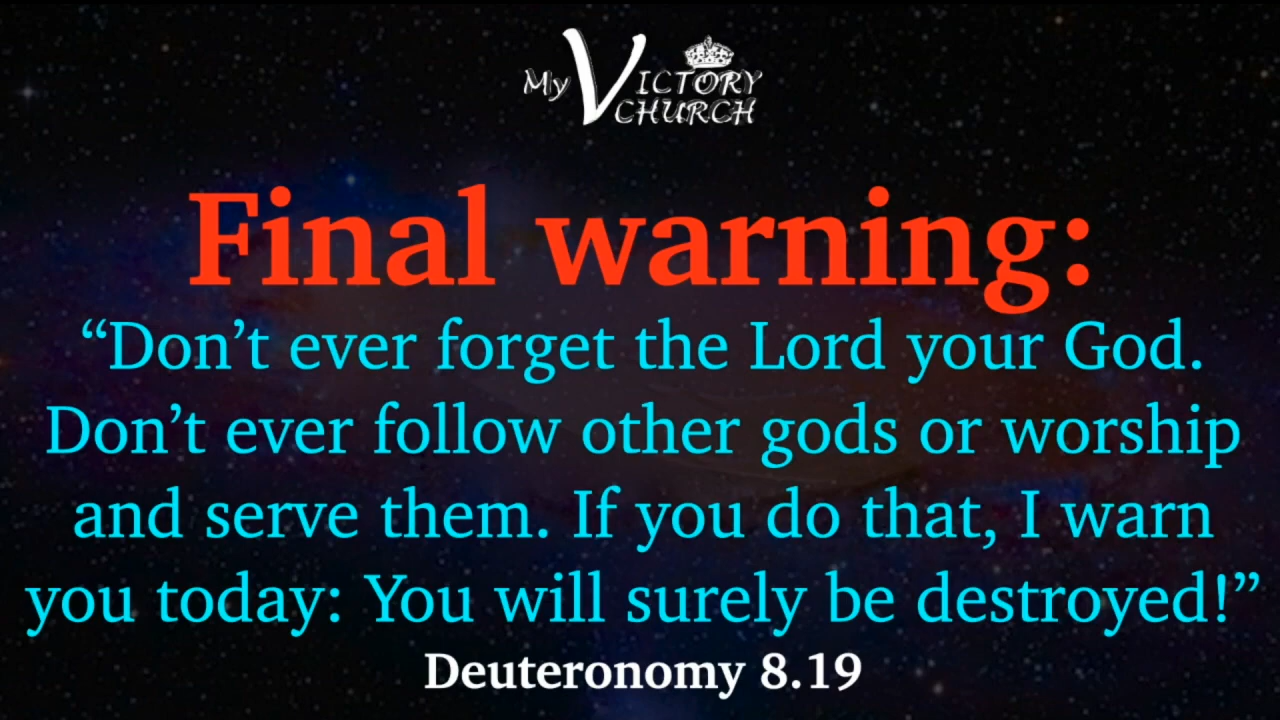 My VICTORY
CHURCH
Final warning:
“Don’t ever forget the Lord your God.
Don’t ever follow other gods or worship
and serve them. If you do that, I warn
you today: You will surely be destroyed!”
Deuteronomy 8.19